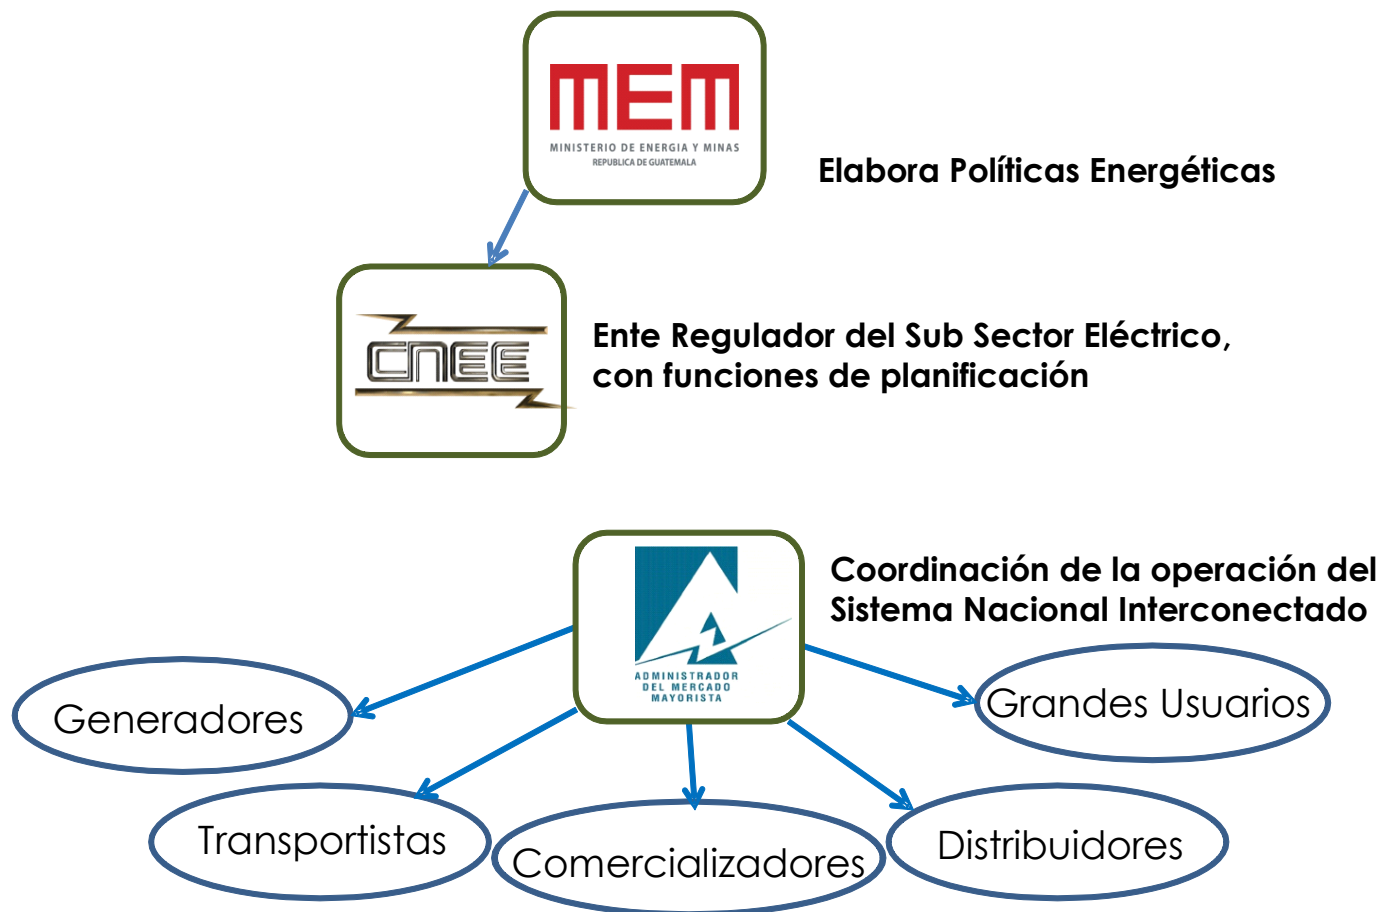 MEM
MINISTERIO DE ENERGIA Y MINAS
REPUBLICA DE GUATEMALA
Elabora Políticas Energéticas
CNEE
Ente Regulador del Sub Sector Eléctrico,
con funciones de planificación
ADMINISTRADOR
DEL MERCADO
MAYORISTA
Coordinación de la operación del
Sistema Nacional Interconectado
Generadores
Grandes Usuarios
Transportistas
Comercializadores
Distribuidores